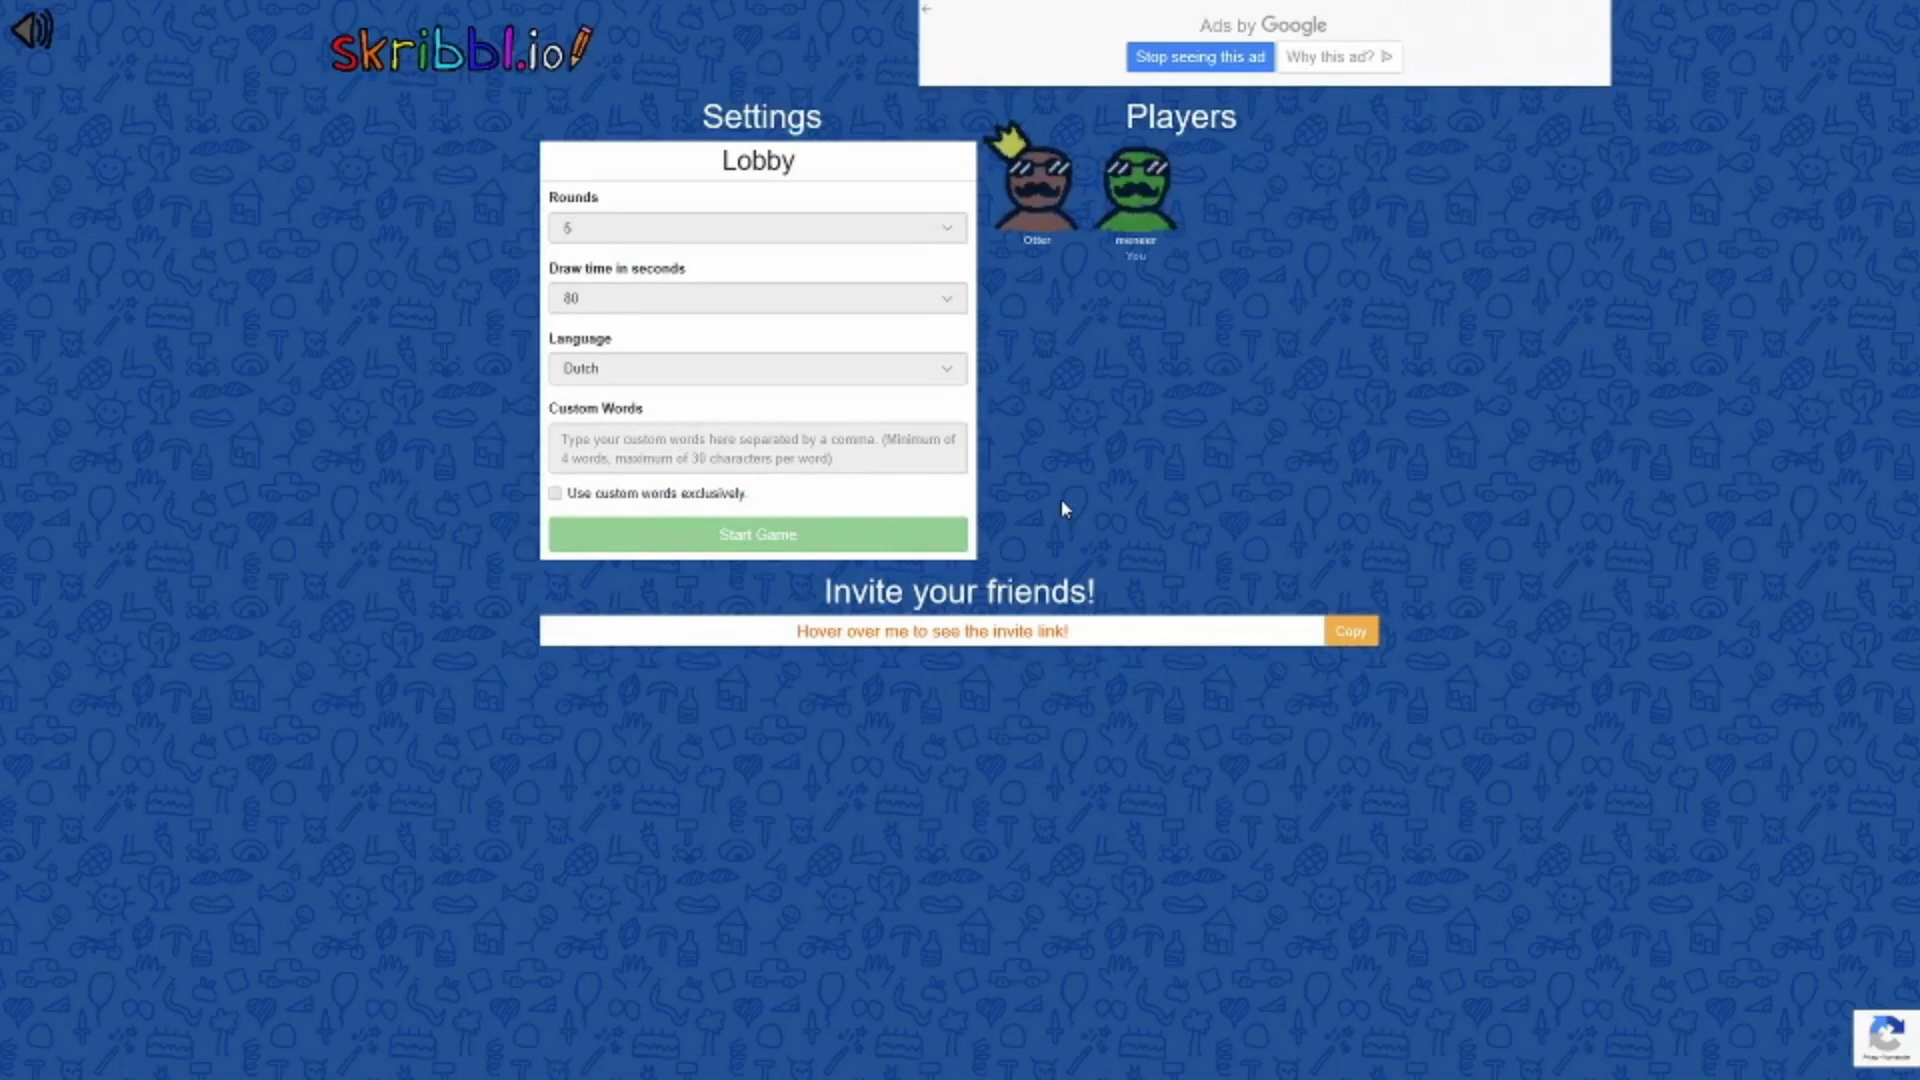 skribbl.io
Ads by Google
Stop seeing this ad
Why this ad?
Settings
Players
Lobby
Rounds
5
Otter
meneer
You
Draw time in seconds
80
Language
Dutch
Custom Words
Type your custom words here separated by a comma. (Minimum of
4 words, maximum of 30 characters per word)
Use custom words exclusively.
Start Game
Invite your friends!
Hover over me to see the invite link!
Copy